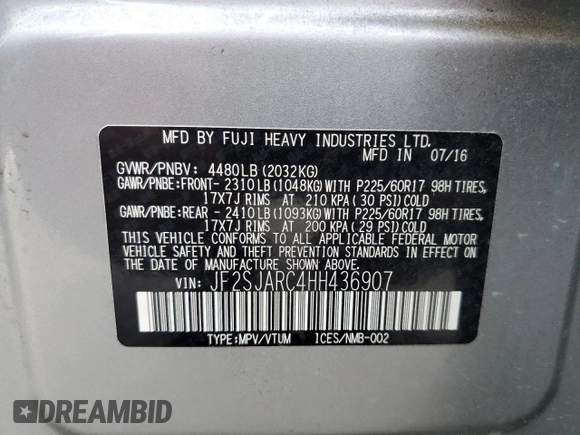 MFD BY FUJI HEAVY INDUSTRIES LTD.
MFD IN 07/16
GVWR/PNBV: 4480LB (2032KG)
GAWR/PNBE:FRONT- 2310LB (1048KG) WITH P225/60R17 98H TIRES,
17X7J RIMS AT 210 KPA ( 30 PSI) COLD
GAWR/PNBE:REAR - 2410LB (1093KG) WITH P225/60R17 98H TIRES,
17X7J RIMS AT 200 KPA ( 29 PSI) COLD
THIS VEHICLE CONFORMS TO ALL APPLICABLE FEDERAL MOTOR
VEHICLE SAFETY AND THEFT PREVENTION STANDARDS IN EFFECT ON
THE DATE OF MANUFACTURE SHOWN ABOVE.
VIN: JF2SJARC4HH436907
TYPE:MPV/VTUM ICES/NMB-002
DREAMBID